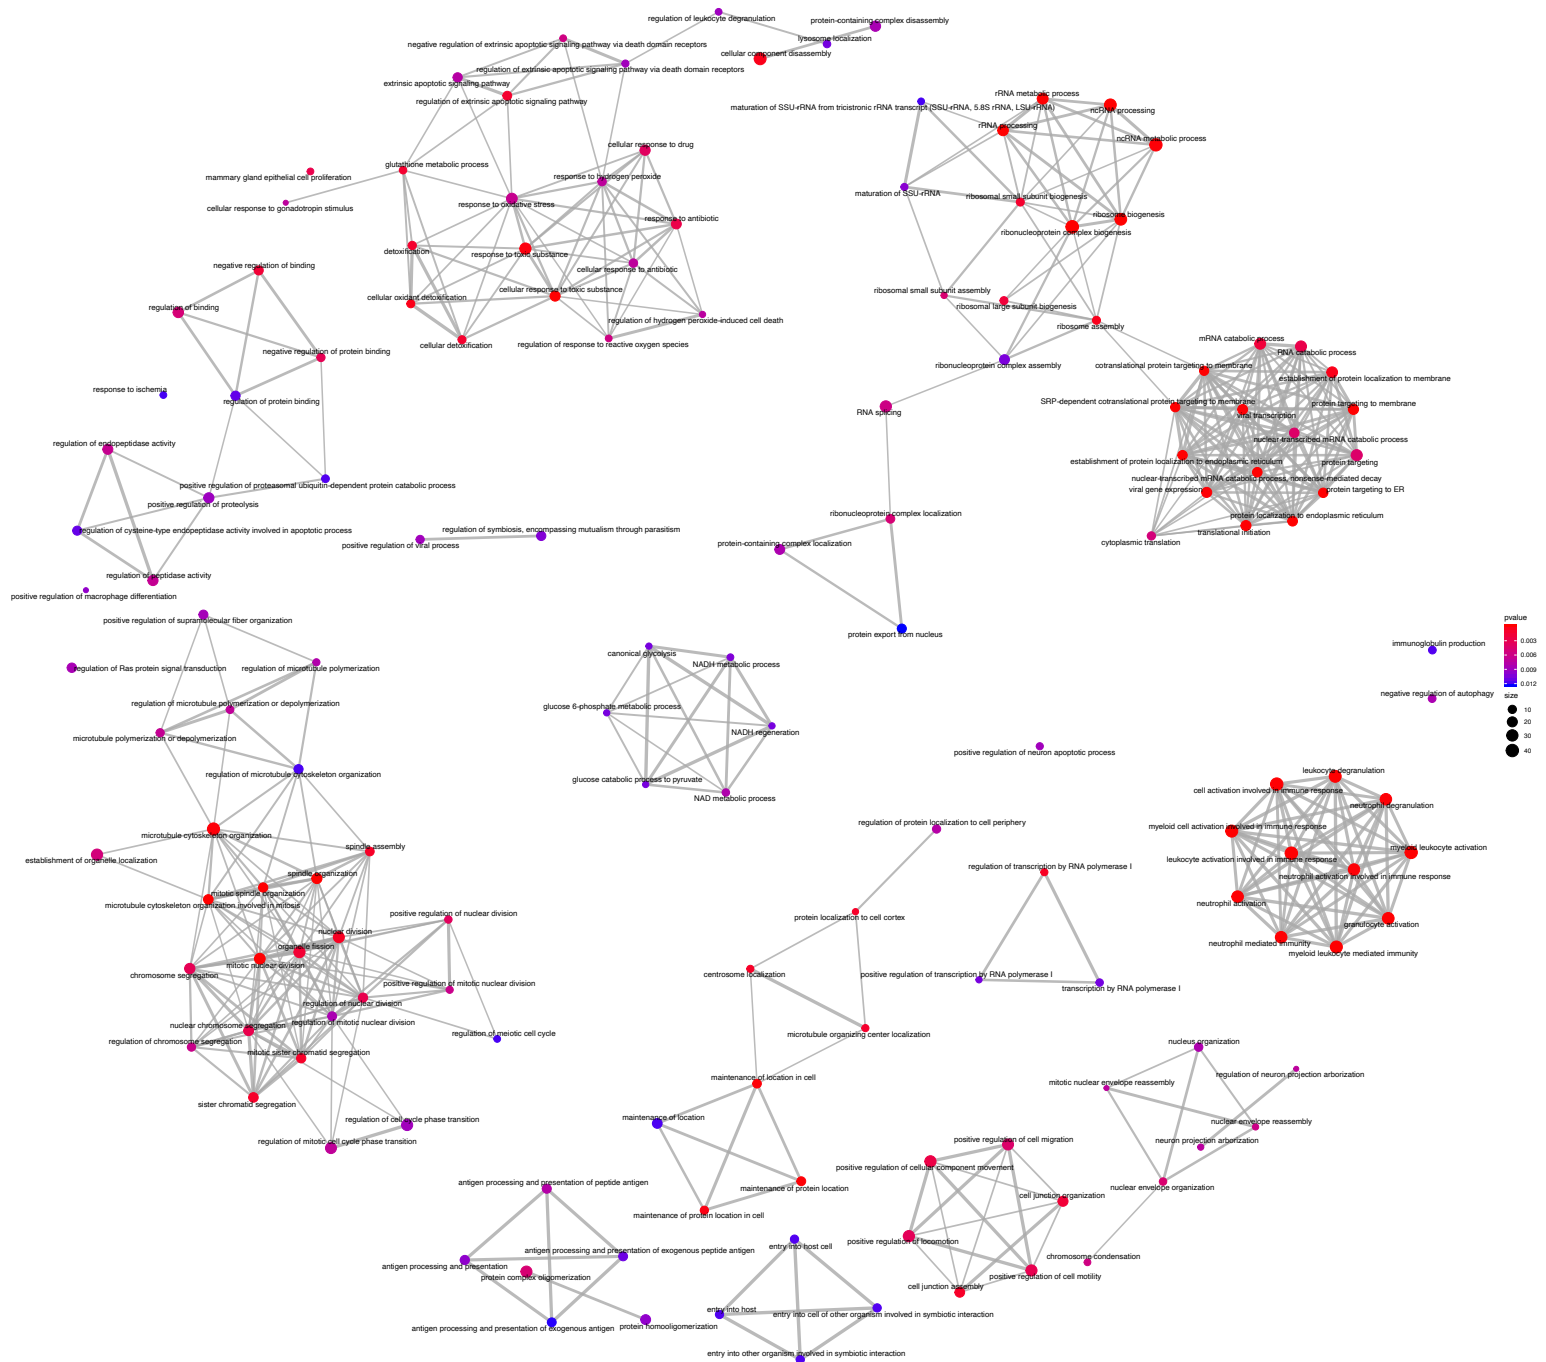 regulation of leukocyte degranulation
protein-containing complex disassembly
lysosome localization
negative regulation of extrinsic apoptotic signaling pathway via death domain receptors
cellular component disassembly
regulation of extrinsic apoptotic signaling pathway via death domain receptors
extrinsic apoptotic signaling pathway
regulation of extrinsic apoptotic signaling pathway
rRNA metabolic process
maturation of SSU-rRNA from tricistronic rRNA transcript (SSU-rRNA, 5.8S rRNA, LSU-rRNA)
ncRNA processing
rRNA processing
ncRNA metabolic process
cellular response to drug
glutathione metabolic process
mammary gland epithelial cell proliferation
response to hydrogen peroxide
maturation of SSU-rRNA
ribosomal small subunit biogenesis
cellular response to gonadotropin stimulus
response to oxidative stress
response to antibiotic
ribosome biogenesis
ribonucleoprotein complex biogenesis
detoxification
response to toxic substance
negative regulation of binding
cellular response to antibiotic
cellular oxidant detoxification
cellular response to toxic substance
ribosomal small subunit assembly
regulation of binding
ribosomal large subunit biogenesis
regulation of hydrogen peroxide-induced cell death
ribosome assembly
cellular detoxification
regulation of response to reactive oxygen species
mRNA catabolic process
negative regulation of protein binding
RNA catabolic process
ribonucleoprotein complex assembly
cotranslational protein targeting to membrane
establishment of protein localization to membrane
response to ischemia
regulation of protein binding
SRP-dependent cotranslational protein targeting to membrane
protein targeting to membrane
RNA splicing
viral transcription
nuclear-transcribed mRNA catabolic process
regulation of endopeptidase activity
establishment of protein localization to endoplasmic reticulum
protein targeting
nuclear-transcribed mRNA catabolic process, nonsense-mediated decay
positive regulation of proteasomal ubiquitin-dependent protein catabolic process
viral gene expression
protein targeting to ER
positive regulation of proteolysis
ribonucleoprotein complex localization
protein localization to endoplasmic reticulum
regulation of cysteine-type endopeptidase activity involved in apoptotic process
regulation of symbiosis, encompassing mutualism through parasitism
translational initiation
positive regulation of viral process
protein-containing complex localization
cytoplasmic translation
regulation of peptidase activity
positive regulation of macrophage differentiation
positive regulation of supramolecular fiber organization
pvalue
protein export from nucleus
0.003
immunoglobulin production
canonical glycolysis
0.006
regulation of Ras protein signal transduction
regulation of microtubule polymerization
NADH metabolic process
0.009
0.012
negative regulation of autophagy
size
regulation of microtubule polymerization or depolymerization
glucose 6-phosphate metabolic process
10
20
NADH regeneration
microtubule polymerization or depolymerization
30
40
positive regulation of neuron apoptotic process
regulation of microtubule cytoskeleton organization
glucose catabolic process to pyruvate
leukocyte degranulation
cell activation involved in immune response
NAD metabolic process
neutrophil degranulation
regulation of protein localization to cell periphery
myeloid cell activation involved in immune response
microtubule cytoskeleton organization
spindle assembly
myeloid leukocyte activation
establishment of organelle localization
leukocyte activation involved in immune response
regulation of transcription by RNA polymerase I
spindle organization
neutrophil activation involved in immune response
mitotic spindle organization
microtubule cytoskeleton organization involved in mitosis
neutrophil activation
positive regulation of nuclear division
protein localization to cell cortex
granulocyte activation
nuclear division
neutrophil mediated immunity
organelle fission
myeloid leukocyte mediated immunity
mitotic nuclear division
chromosome segregation
centrosome localization
positive regulation of transcription by RNA polymerase I
positive regulation of mitotic nuclear division
transcription by RNA polymerase I
regulation of nuclear division
regulation of mitotic nuclear division
nuclear chromosome segregation
regulation of meiotic cell cycle
microtubule organizing center localization
regulation of chromosome segregation
nucleus organization
mitotic sister chromatid segregation
regulation of neuron projection arborization
maintenance of location in cell
mitotic nuclear envelope reassembly
sister chromatid segregation
maintenance of location
regulation of cell cycle phase transition
nuclear envelope reassembly
regulation of mitotic cell cycle phase transition
positive regulation of cell migration
neuron projection arborization
positive regulation of cellular component movement
antigen processing and presentation of peptide antigen
maintenance of protein location
nuclear envelope organization
cell junction organization
maintenance of protein location in cell
positive regulation of locomotion
entry into host cell
antigen processing and presentation of exogenous peptide antigen
chromosome condensation
antigen processing and presentation
protein complex oligomerization
positive regulation of cell motility
cell junction assembly
entry into host
entry into cell of other organism involved in symbiotic interaction
protein homooligomerization
antigen processing and presentation of exogenous antigen
entry into other organism involved in symbiotic interaction